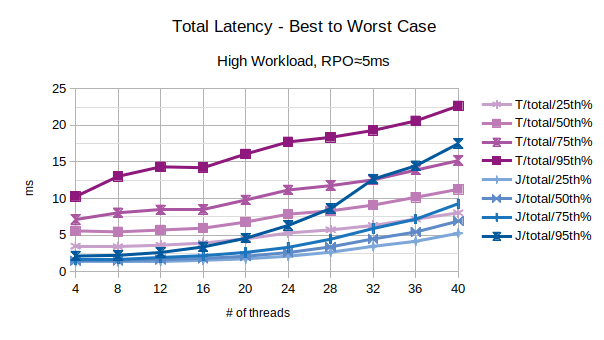 Total Latency - Best to Worst Case
High Workload, RPO≈5ms
25
20
15
10
5
0
ms
4 8 12 16 20 24 28 32 36 40
# of threads
T/total/25th%
T/total/50th%
T/total/75th%
T/total/95th%
J/total/25th%
J/total/50th%
J/total/75th%
J/total/95th%